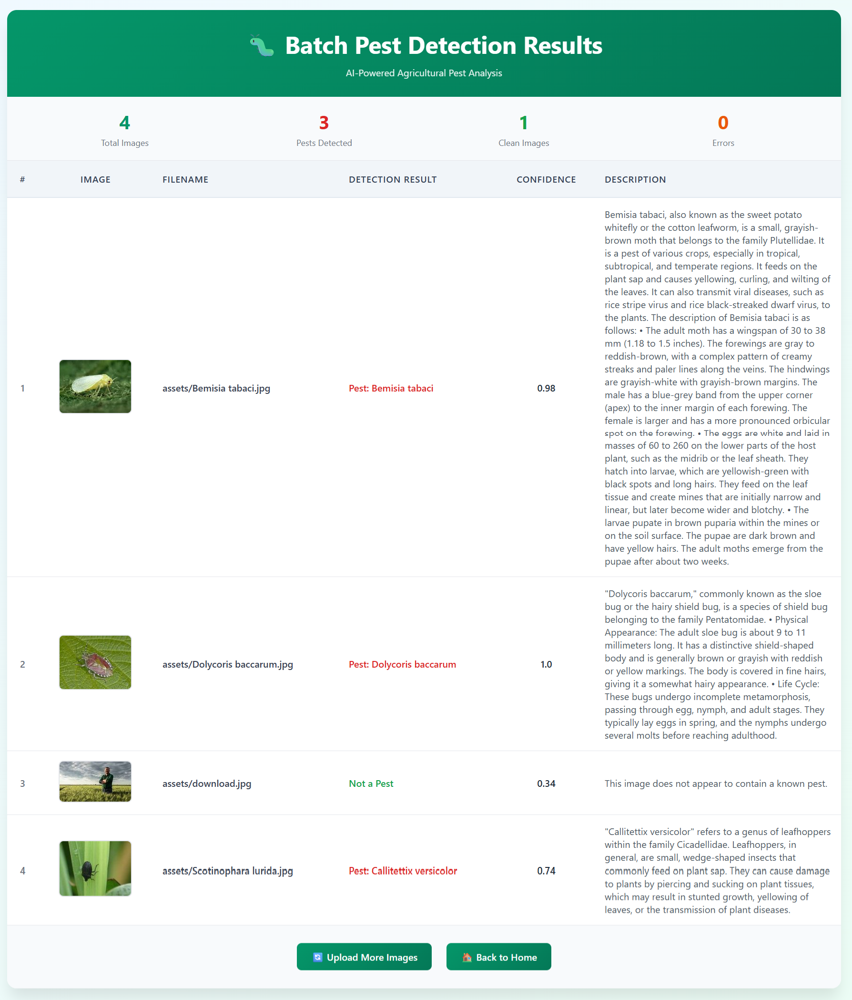 Batch Pest Detection Results
AI-Powered Agricultural Pest Analysis
4
Total Images
3
Pests Detected
1
Clean Images
0
Errors
# IMAGE FILENAME DETECTION RESULT CONFIDENCE DESCRIPTION
1 assets/Bemisia tabaci.jpg Pest: Bemisia tabaci 0.98
Bemisia tabaci, also known as the sweet potato
whitefly or the cotton leafworm, is a small, grayish-
brown moth that belongs to the family Plutellidae. It
is a pest of various crops, especially in tropical,
subtropical, and temperate regions. It feeds on the
plant sap and causes yellowing, curling, and wilting of
the leaves. It can also transmit viral diseases, such as
rice stripe virus and rice black-streaked dwarf virus, to
the plants. The description of Bemisia tabaci is as
follows: • The adult moth has a wingspan of 30 to 38
mm (1.18 to 1.5 inches). The forewings are gray to
reddish-brown, with a complex pattern of creamy
streaks and paler lines along the veins. The hindwings
are grayish-white with grayish-brown margins. The
male has a blue-grey band from the upper corner
(apex) to the inner margin of each forewing. The
female is larger and has a more pronounced orbicular
spot on the forewing. • The eggs are white and laid in
masses of 60 to 260 on the lower parts of the host
plant, such as the midrib or the leaf sheath. They
hatch into larvae, which are yellowish-green with
black spots and long hairs. They feed on the leaf
tissue and create mines that are initially narrow and
linear, but later become wider and blotchy. • The
larvae pupate in brown puparia within the mines or
on the soil surface. The pupae are dark brown and
have yellow hairs. The adult moths emerge from the
pupae after about two weeks.
2 assets/Dolycoris baccarum.jpg Pest: Dolycoris baccarum 1.0
"Dolycoris baccarum," commonly known as the sloe
bug or the hairy shield bug, is a species of shield bug
belonging to the family Pentatomidae. • Physical
Appearance: The adult sloe bug is about 9 to 11
millimeters long. It has a distinctive shield-shaped
body and is generally brown or grayish with reddish
or yellow markings. The body is covered in fine hairs,
giving it a somewhat hairy appearance. • Life Cycle:
These bugs undergo incomplete metamorphosis,
passing through egg, nymph, and adult stages. They
typically lay eggs in spring, and the nymphs undergo
several molts before reaching adulthood.
3 assets/download.jpg Not a Pest 0.34 This image does not appear to contain a known pest.
4 assets/Scotinophara lurida.jpg Pest: Callitettix versicolor 0.74
"Callitettix versicolor" refers to a genus of leafhoppers
within the family Cicadellidae. Leafhoppers, in
general, are small, wedge-shaped insects that
commonly feed on plant sap. They can cause damage
to plants by piercing and sucking on plant tissues,
which may result in stunted growth, yellowing of
leaves, or the transmission of plant diseases.
Upload More Images
Back to Home